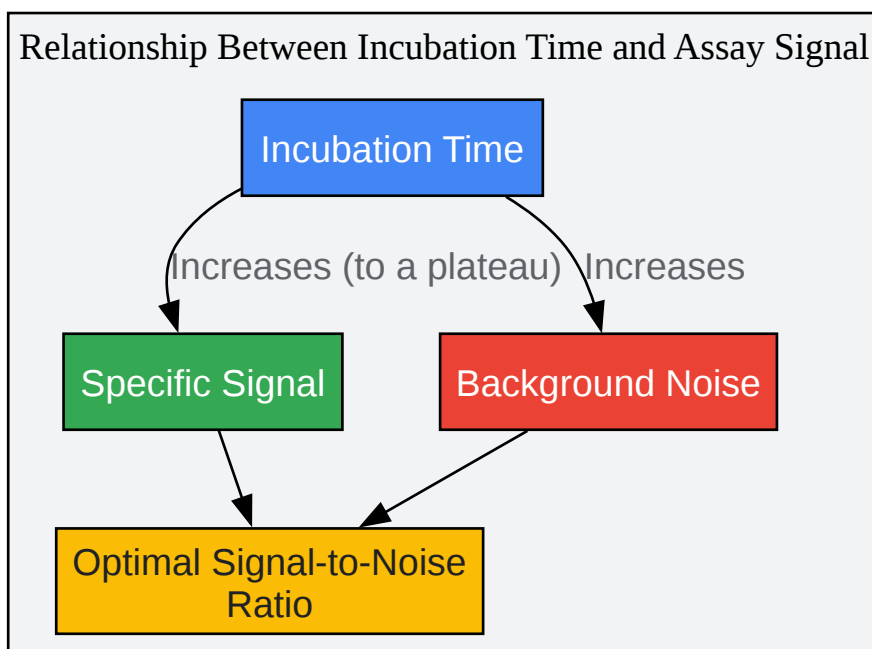 Relationship Between Incubation Time and Assay Signal
Incubation Time
Increases (to a plateau)
Increases
Specific Signal
Background Noise
Optimal Signal-to-Noise
Ratio